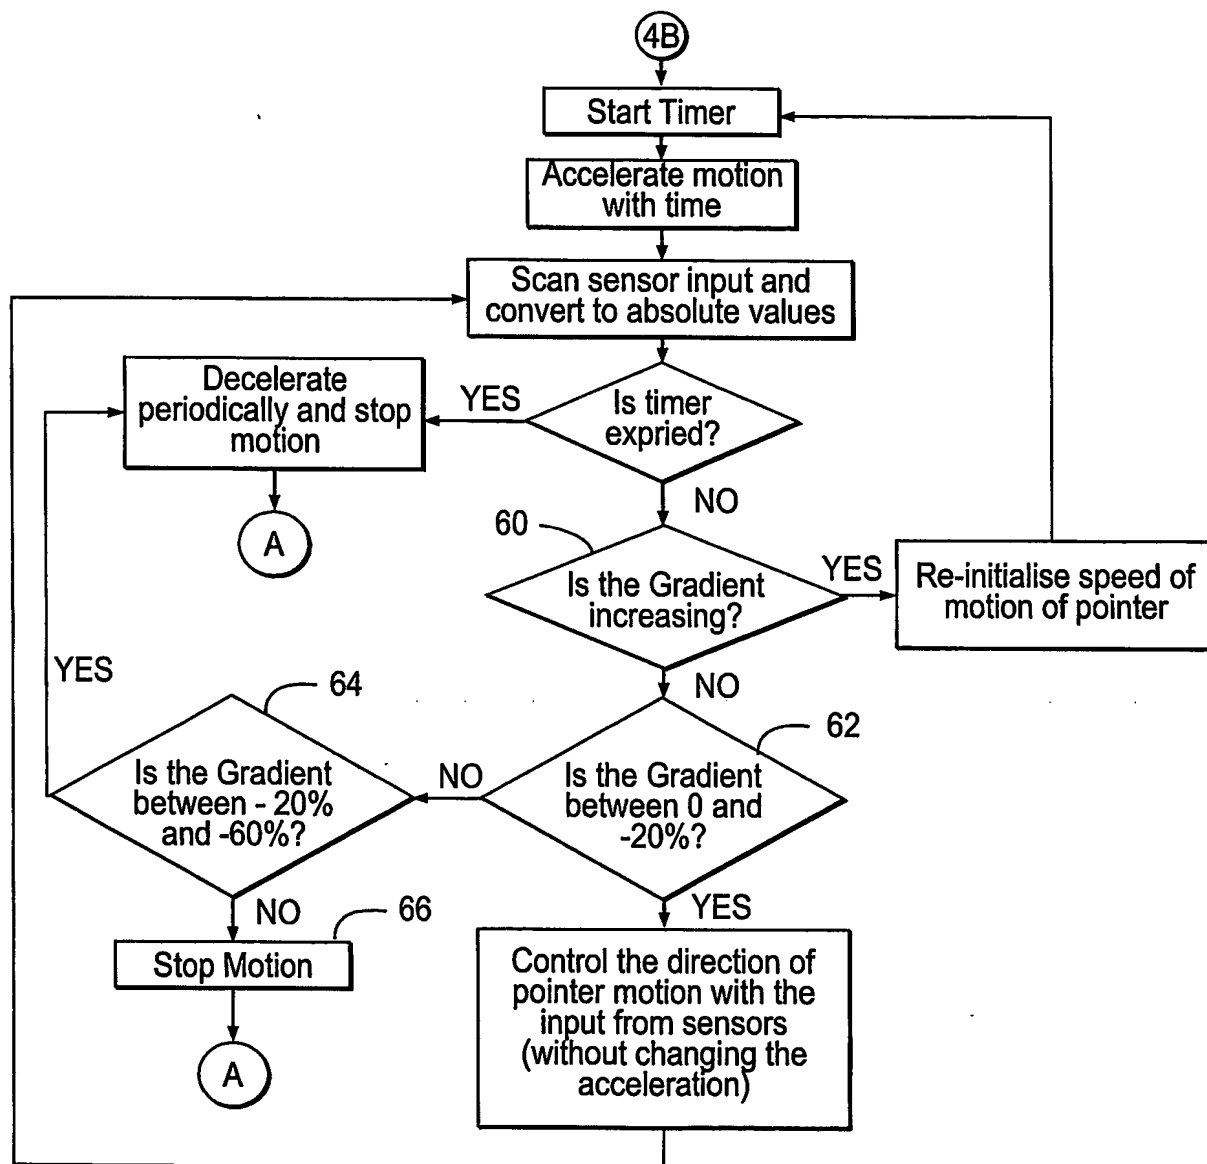 4B
Start Timer
Accelerate motion
with time
Scan sensor input and
convert to absolute values
Decelerate
periodically and stop
motion
YES
Is timer
expried?
A
NO
60
Is the Gradient
increasing?
YES
Re-initialise speed of
motion of pointer
YES
NO
64
62
Is the Gradient
between - 20%
and -60%?
NO
Is the Gradient
between 0 and
-20%?
NO
66
YES
Stop Motion
Control the direction of
pointer motion with the
input from sensors
(without changing the
acceleration)
A